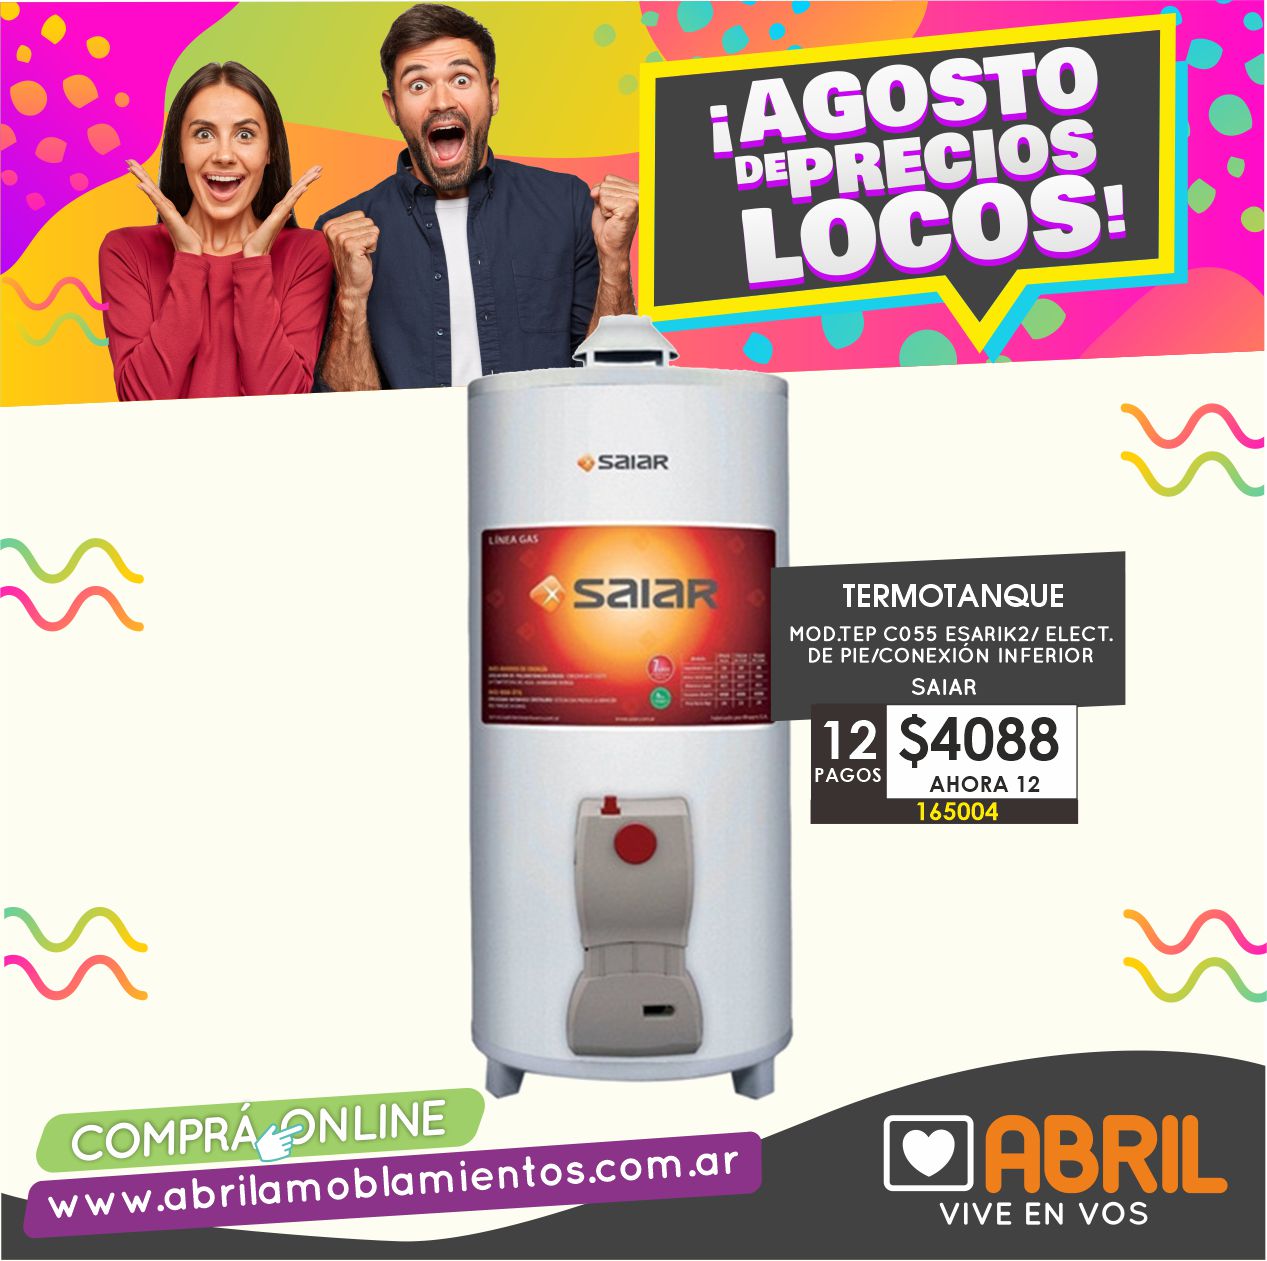 ¡AGOSTO
DE PRECIOS
LOCOS!
SAIAR
LÍNEA GAS
SAIAR
TERMOTANQUE
MOD.TEP C055 ESARIK2/ ELECT.
DE PIE/CONEXIÓN INFERIOR
SAIAR
12
PAGOS
$4088
AHORA 12
165004
COMPRÁ ONLINE
www.abrilamoblamientos.com.ar
ABRIL
VIVE EN VOS